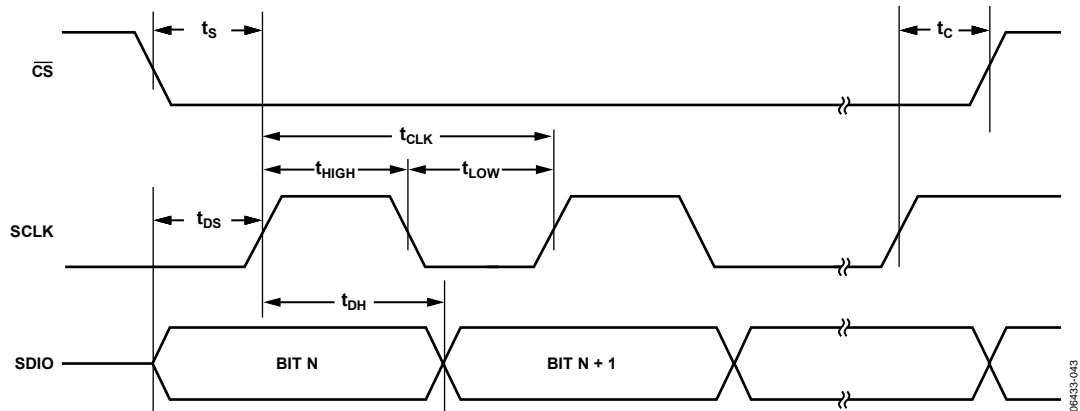 tS
tC
CS
tCLK
tHIGH
tLOW
tDS
SCLK
tDH
SDIO
BIT N
BIT N + 1
06433-043